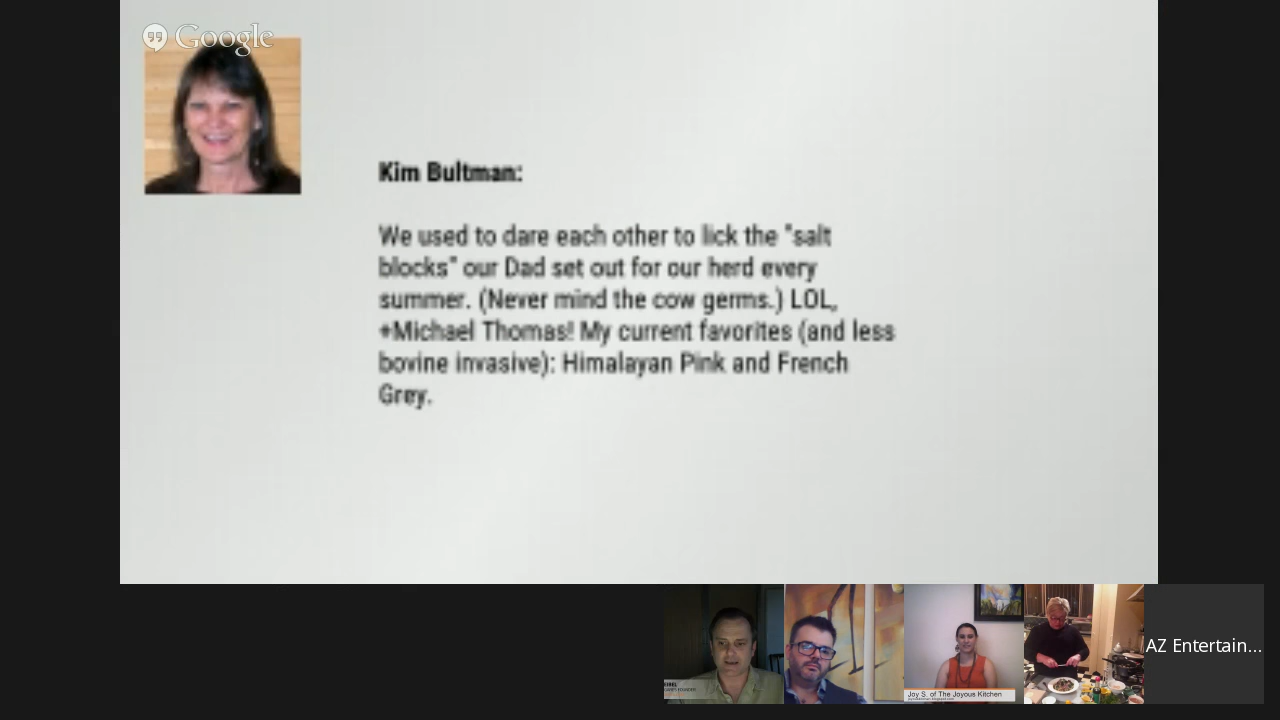 Google
Kim Bultman:
We used to dare each other to lick the "salt
blocks" our Dad set out for our herd every
summer. (Never mind the cow germs.) LOL,
+Michael Thomas! My current favorites (and less
bovine invasive): Himalayan Pink and French
Grey.
Joy S. of The Joyous Kitchen
AZ Entertain...